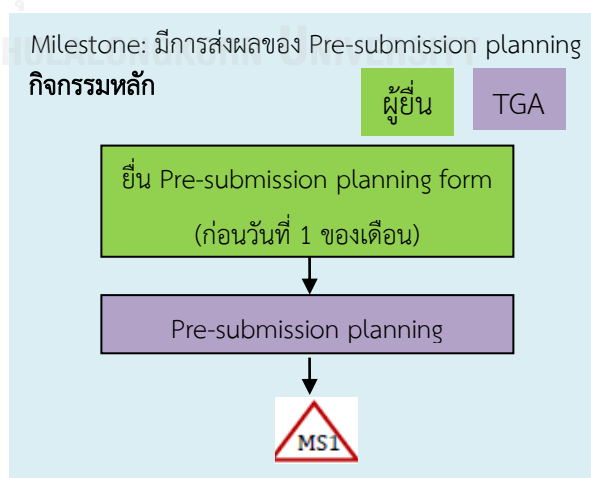 CHULALONGKORN UNIVERSITY
Milestone: มีการส่งผลของ Pre-submission planning
กิจกรรมหลัก
ผู้ยื่น
TGA
ยื่น Pre-submission planning form
(ก่อนวันที่ 1 ของเดือน)
Pre-submission planning
MS1